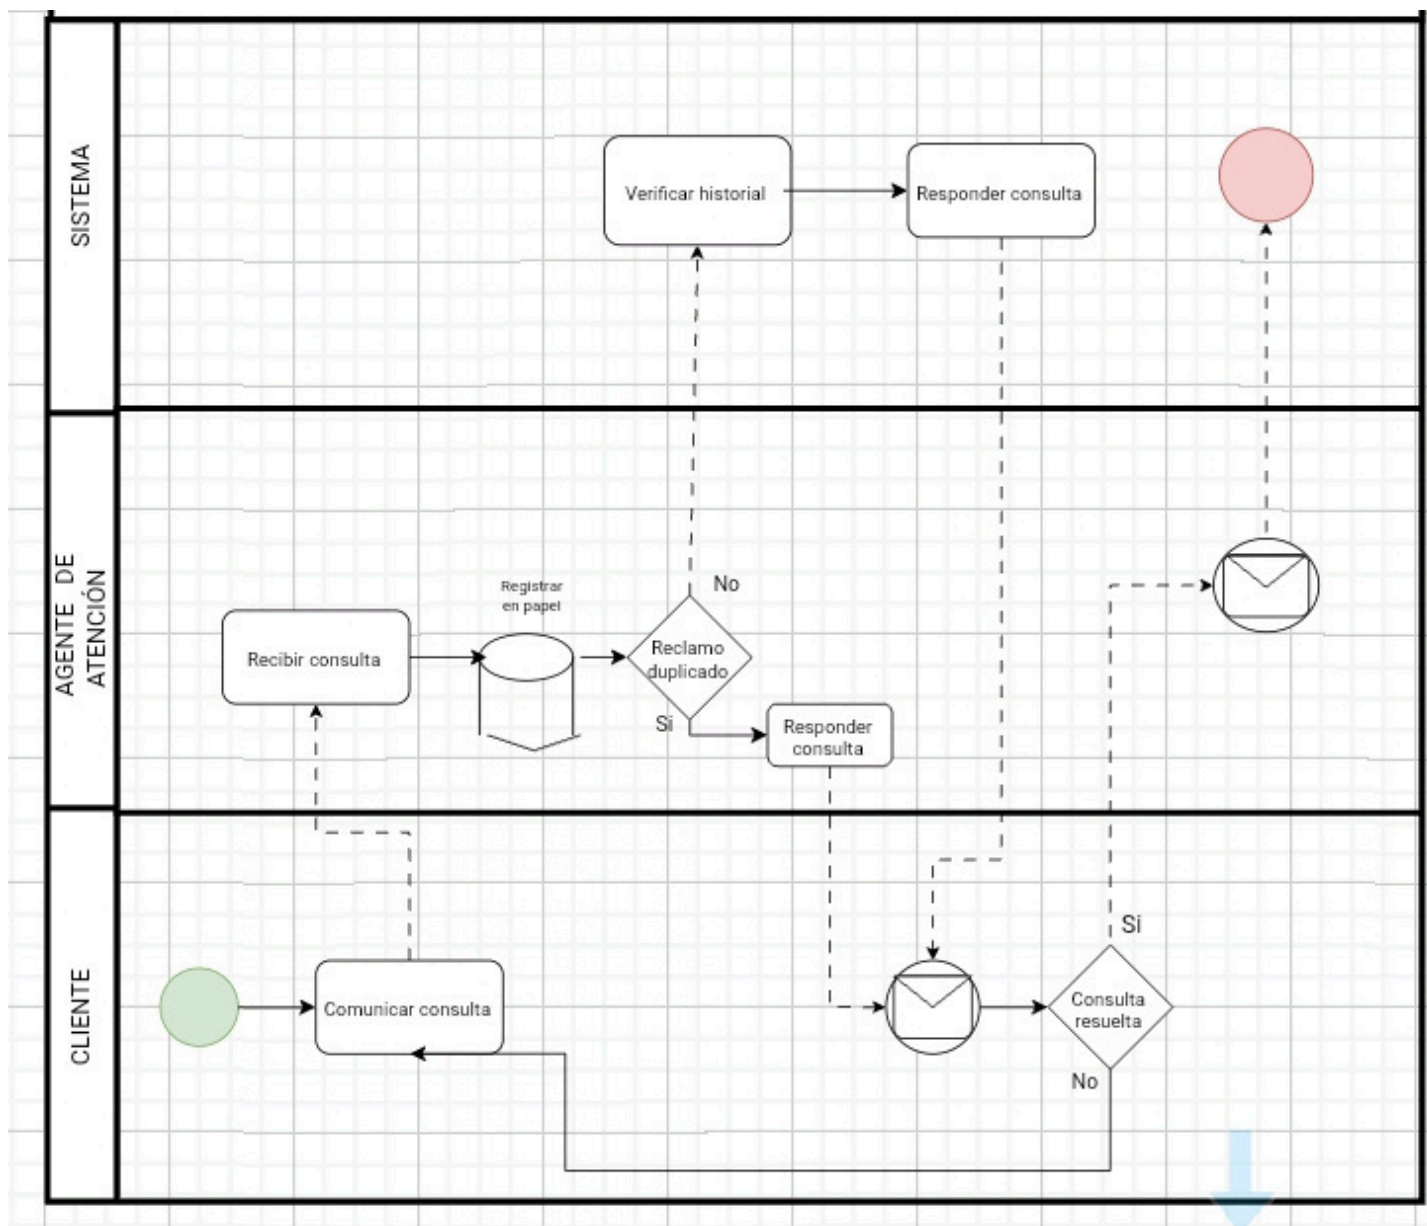 SISTEMA
Verificar historial
Responder consulta
AGENTE DE
ATENCIÓN
Recibir consulta
Registrar
en papel
No
Reclamo
duplicado
Si
Responder
consulta
CLIENTE
Comunicar consulta
Si
Consulta
resuelta
No